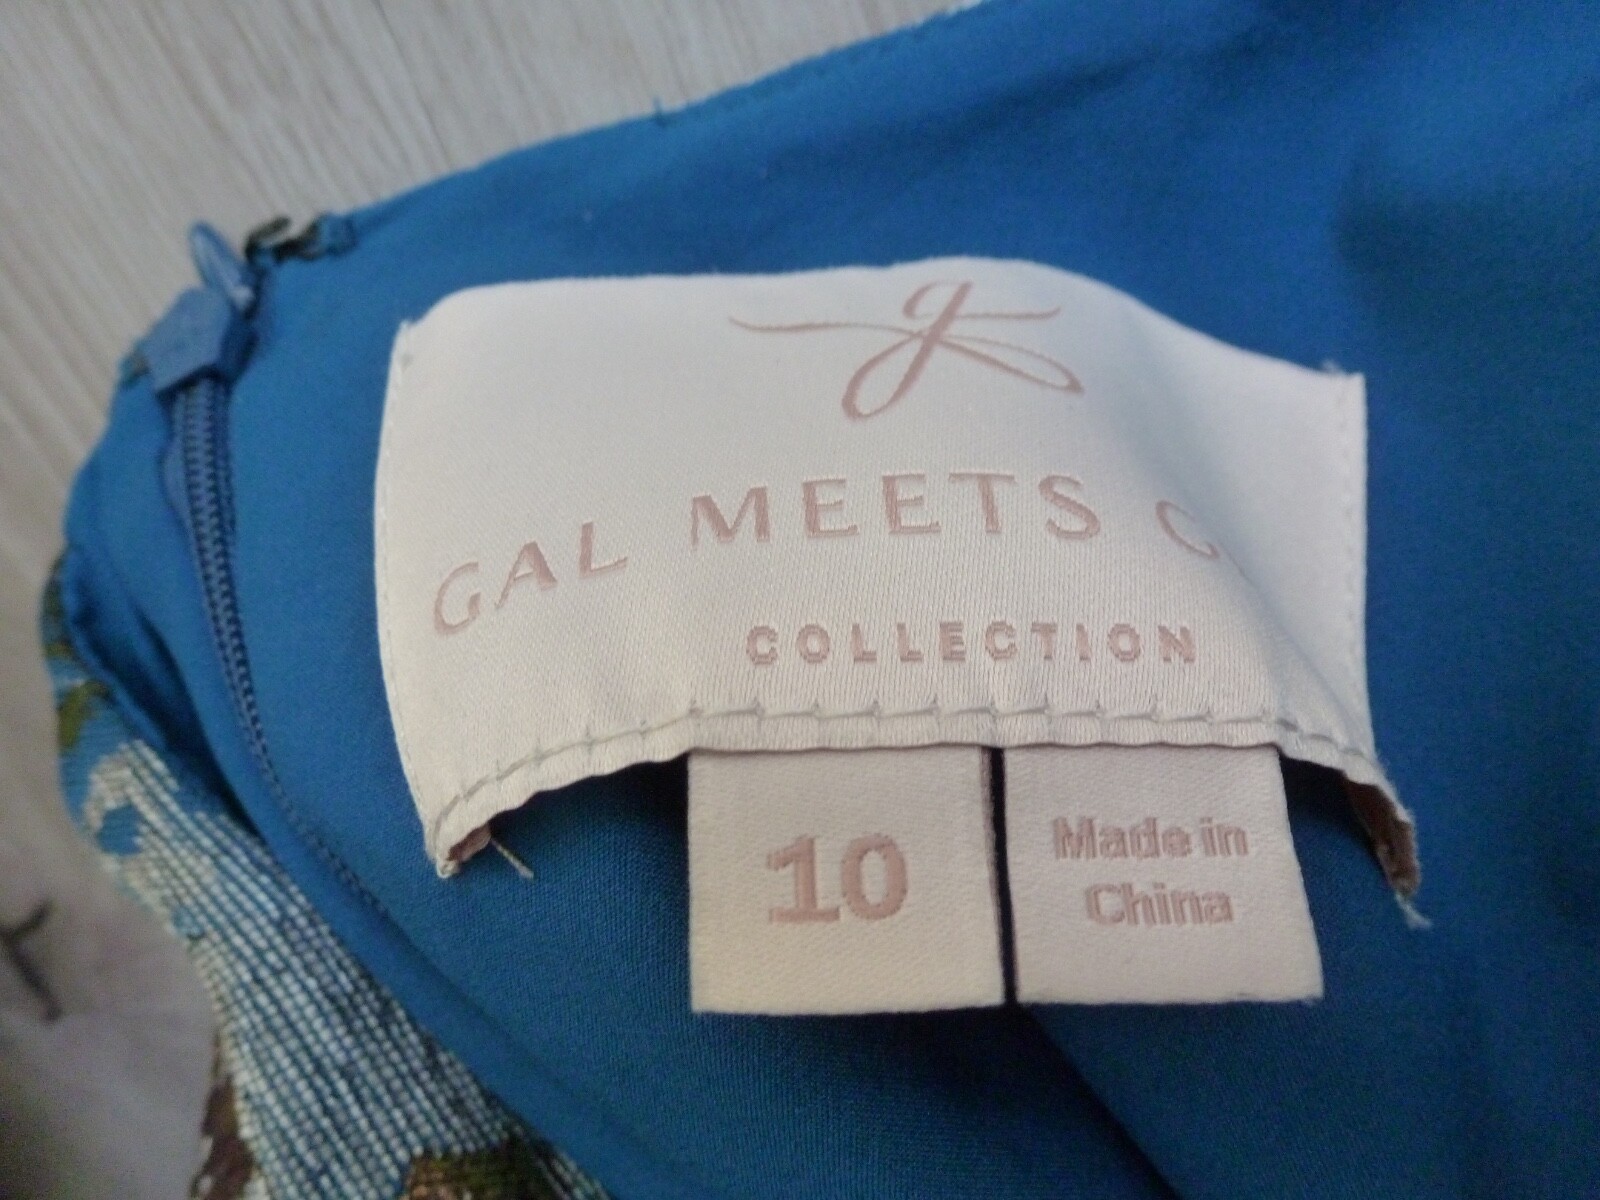 g
GAL MEETS G
COLLECTION
10
Made in
China